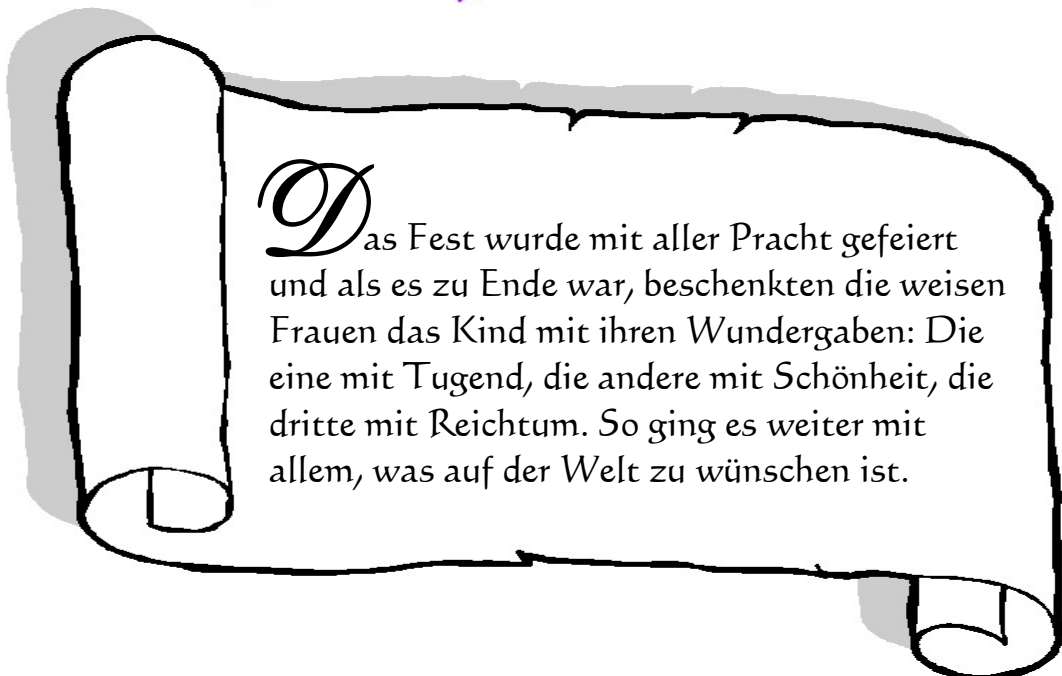 Das Fest wurde mit aller Pracht gefeiert
und als es zu Ende war, beschenkten die weisen
Frauen das Kind mit ihren Wundergaben: Die
eine mit Tugend, die andere mit Schönheit, die
dritte mit Reichtum. So ging es weiter mit
allem, was auf der Welt zu wünschen ist.